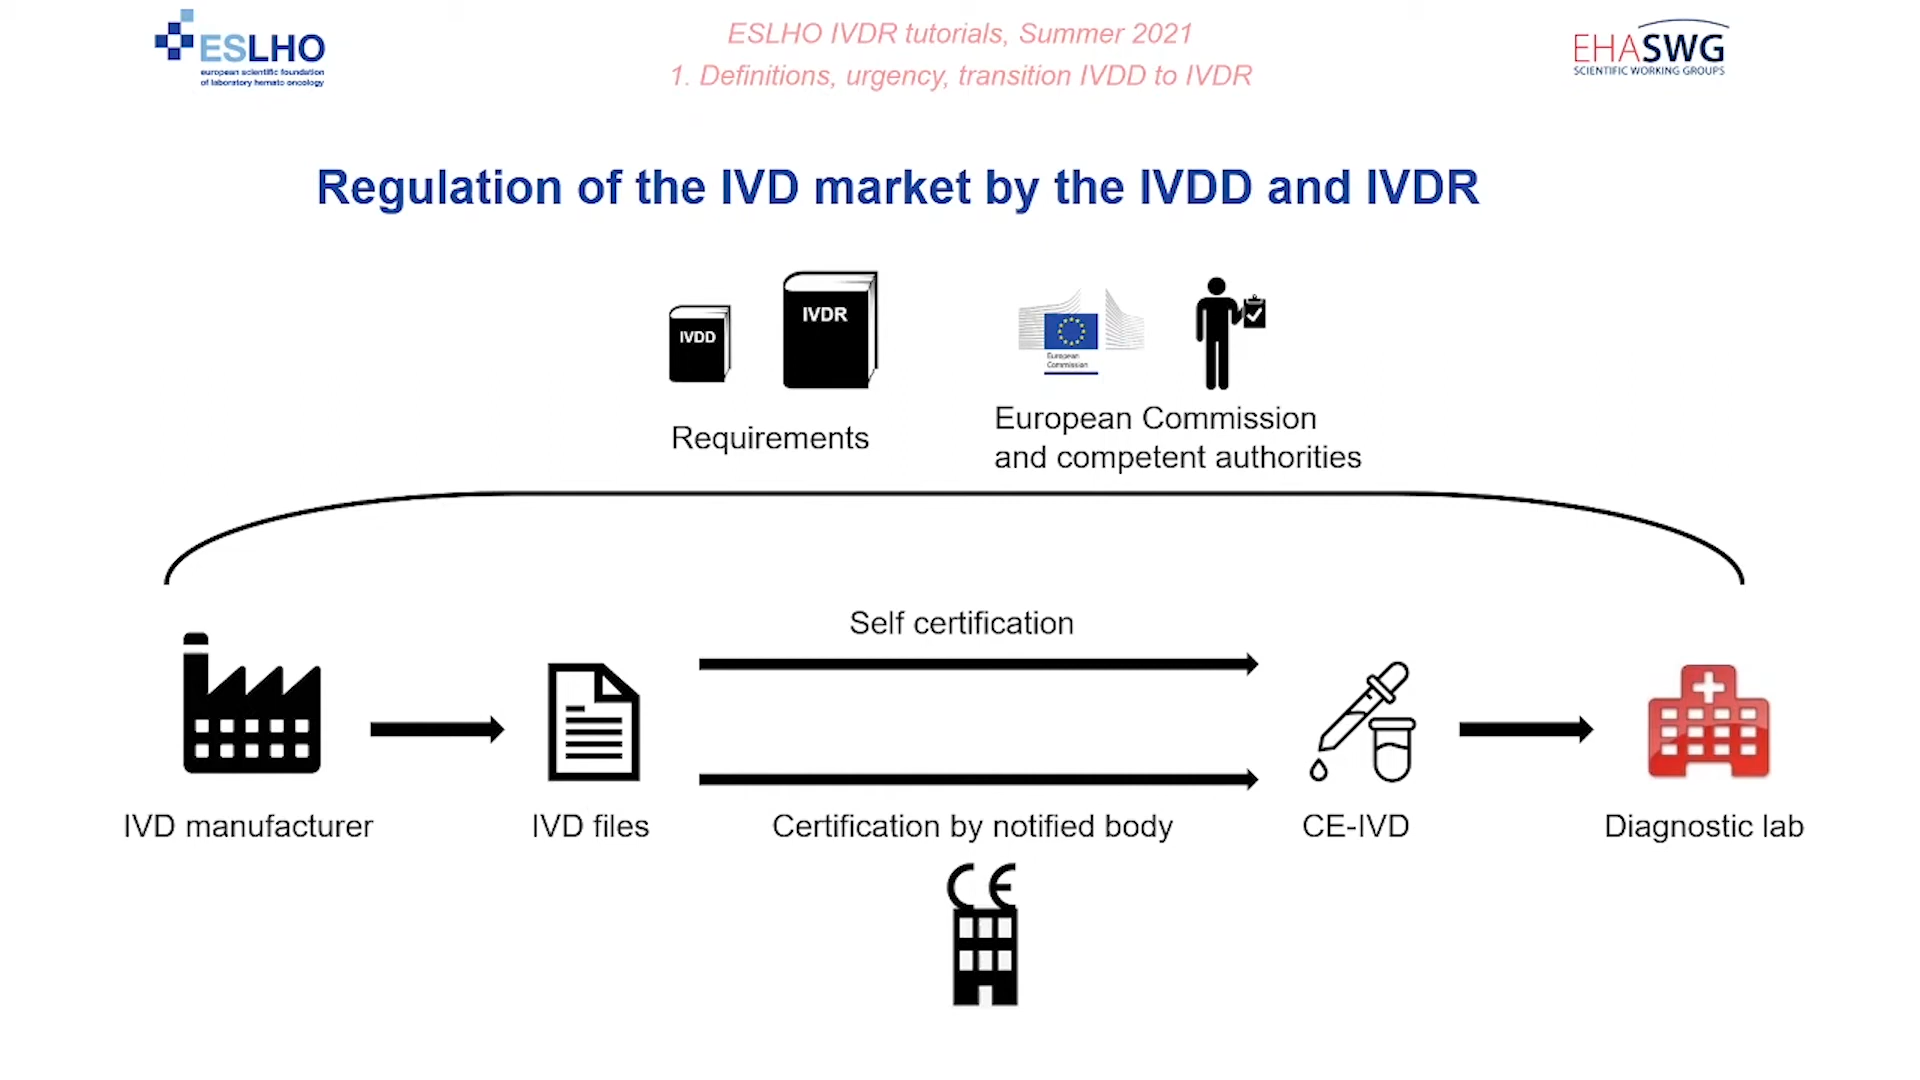 ESLHO
european scientific foundation
of laboratory hemato oncology
ESLHO IVDR tutorials, Summer 2021
1. Definitions, urgency, transition IVDD to IVDR
EHASWG
SCIENTIFIC WORKING GROUPS
Regulation of the IVD market by the IVDD and IVDR
IVDD
IVDR
European
Commission
Requirements
European Commission
and competent authorities
Self certification
IVD manufacturer
IVD files
Certification by notified body
CE-IVD
Diagnostic lab
CE